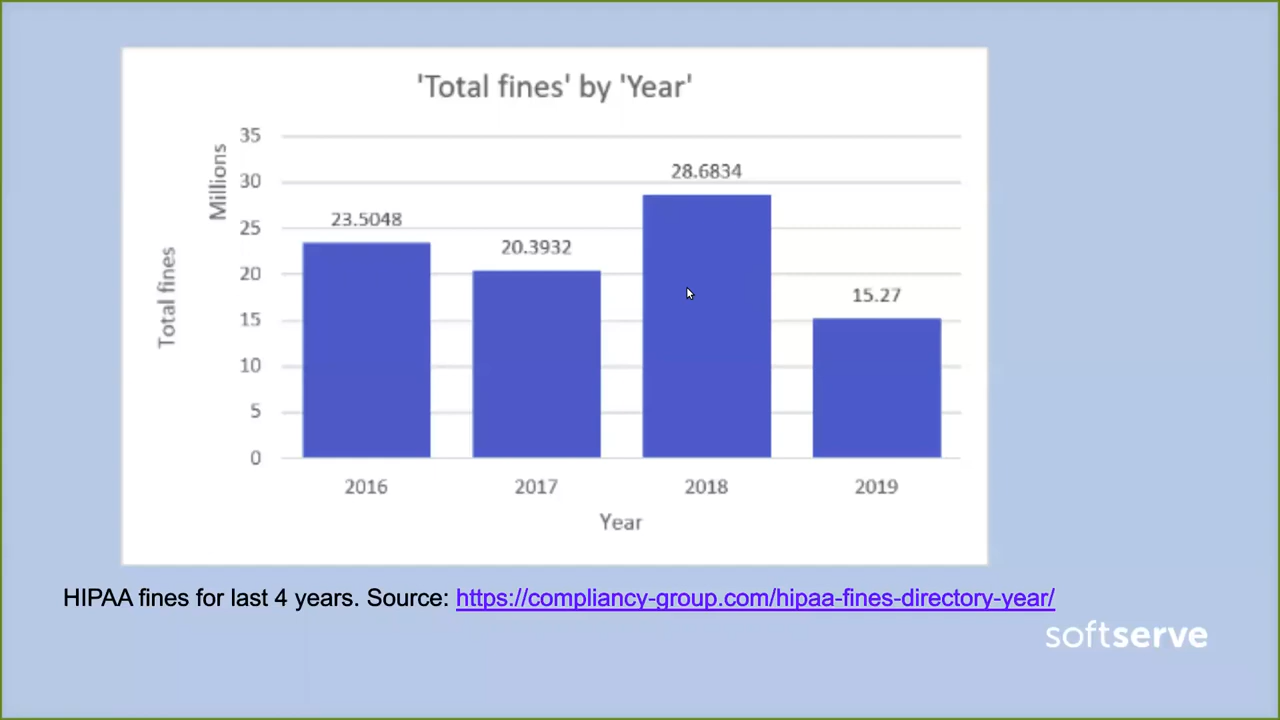 'Total fines' by 'Year'
Millions
Total fines
35
30
25
20
15
10
5
0
23.5048
20.3932
28.6834
15.27
2016 2017 2018 2019
Year
HIPAA fines for last 4 years. Source: https://compliancy-group.com/hipaa-fines-directory-year/
softserve